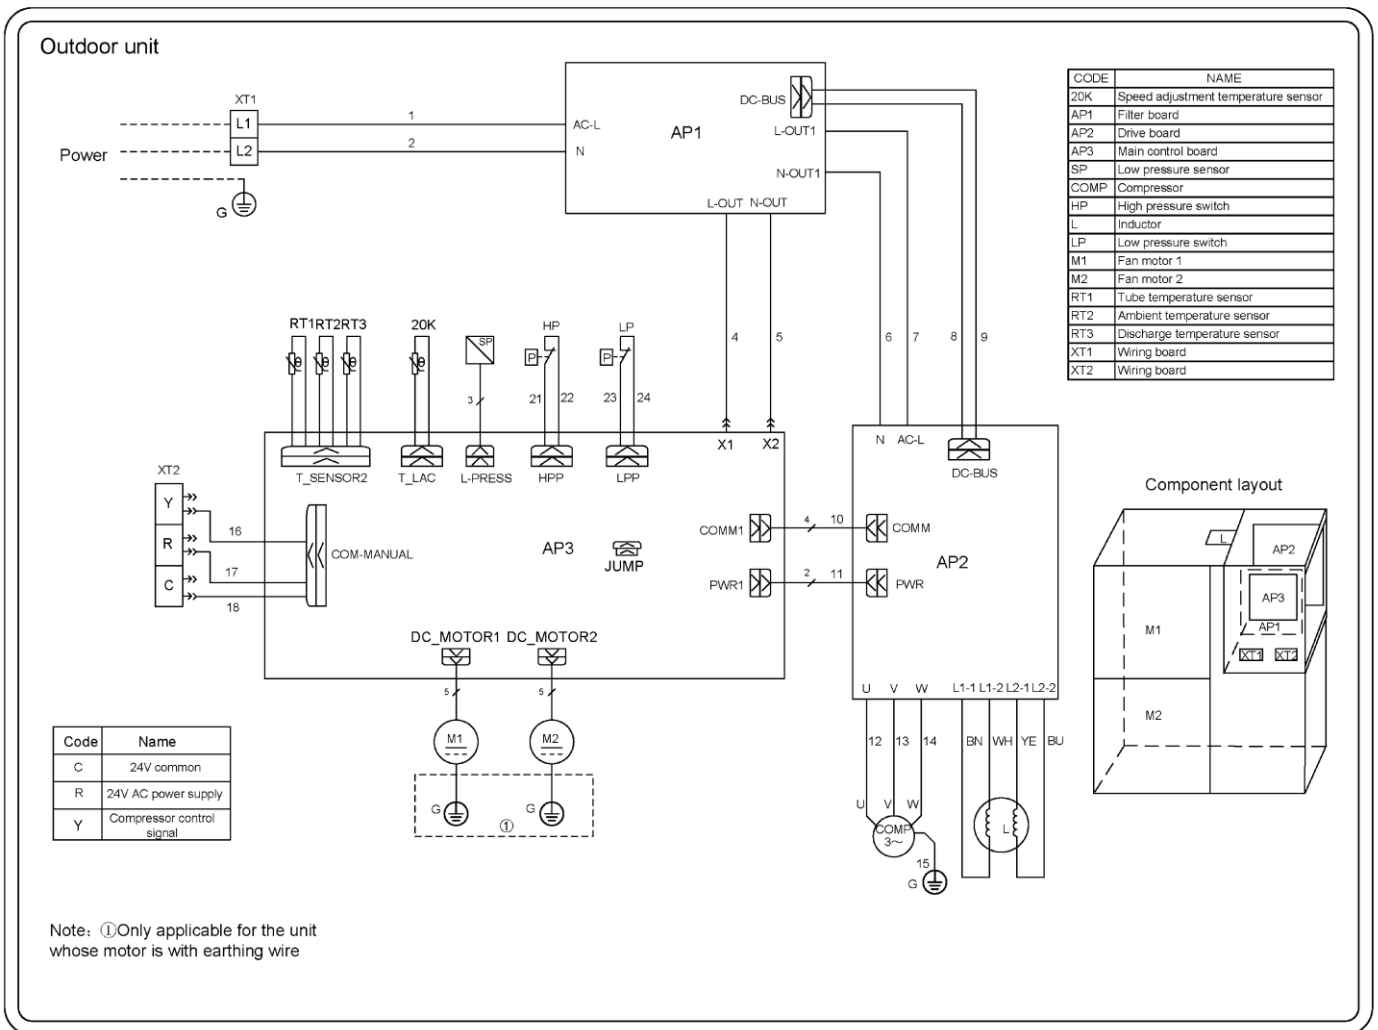 Outdoor unit
XT1
L1
L2
Power
G
1
2
AC-L
N
AP1
DC-BUS
L-OUT1
N-OUT1
L-OUT N-OUT
CODE NAME
20K Speed adjustment temperature sensor
AP1 Filter board
AP2 Drive board
AP3 Main control board
SP Low pressure sensor
COMP Compressor
HP High pressure switch
L Inductor
LP Low pressure switch
M1 Fan motor 1
M2 Fan motor 2
RT1 Tube temperature sensor
RT2 Ambient temperature sensor
RT3 Discharge temperature sensor
XT1 Wiring board
XT2 Wiring board
RT1 RT2 RT3
20K
SP
HP
LP
P
P
4 5 6 7 8 9
3
21 22
23 24
X1 X2
T_SENSOR2
T_LAC
L-PRESS
HPP
LPP
N AC-L
DC-BUS
XT2
Y
R
C
16
17
18
COM-MANUAL
AP3
JUMP
COMM1
4 10
COMM
PWR1
2 11
PWR
AP2
DC_MOTOR1 DC_MOTOR2
5 5
M1 M2
G G
①
U V W L1-1 L1-2 L2-1 L2-2
12 13 14 BN WH YE BU
U V W
COMP
3~
L
15
G
Component layout
L
AP2
AP3
AP1
XT1 XT2
M1
M2
Code Name
C 24V common
R 24V AC power supply
Y Compressor control
signal
Note: ①Only applicable for the unit
whose motor is with earthing wire